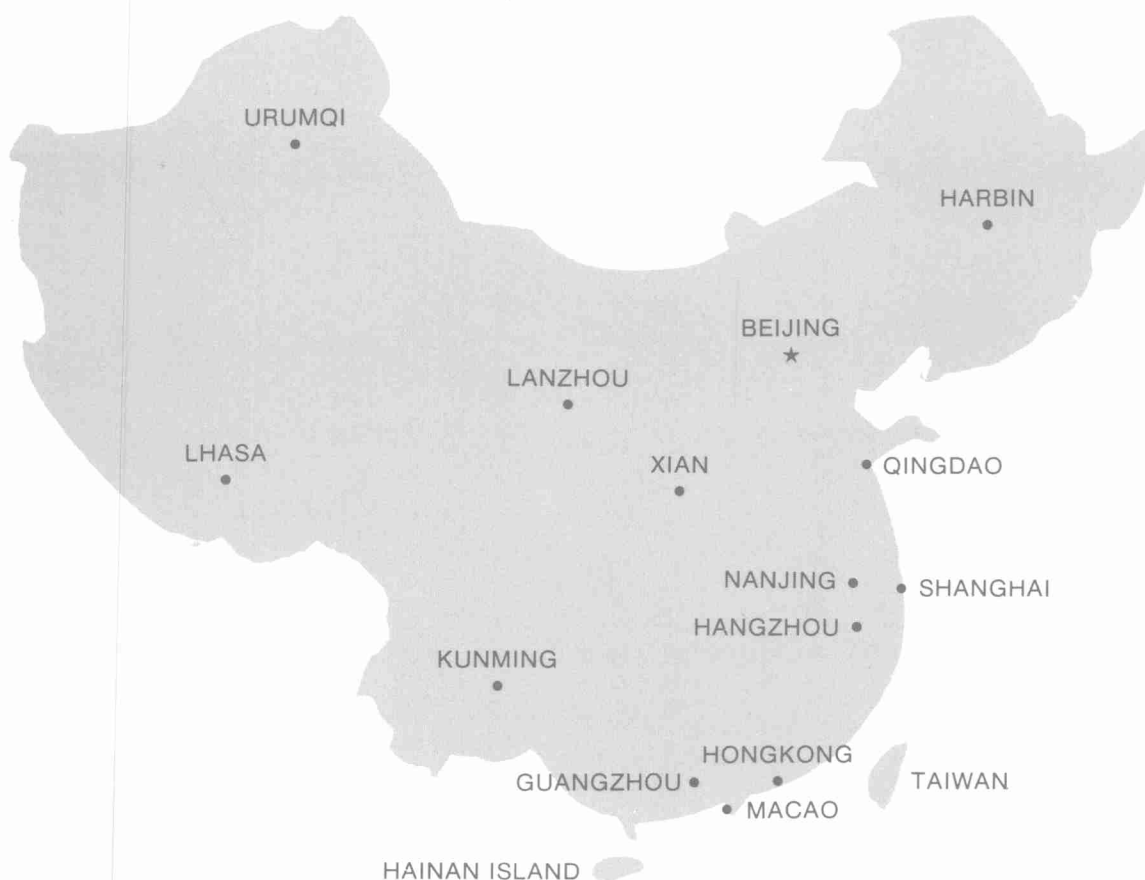 URUMQI
HARBIN
BEIJING
LANZHOU
LHASA
XIAN
QINGDAO
NANJING
SHANGHAI
HANGZHOU
KUNMING
HONGKONG
GUANGZHOU
TAIWAN
MACAO
HAINAN ISLAND